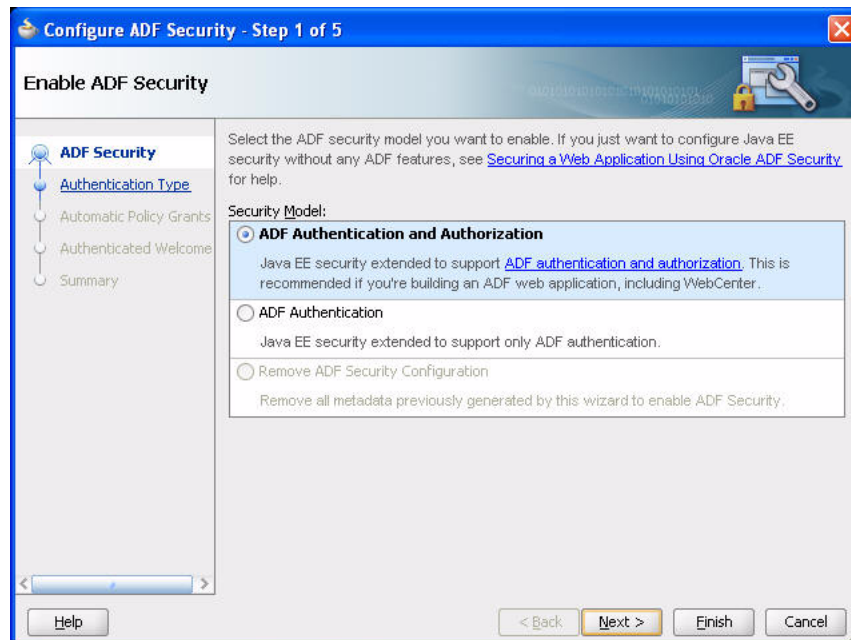 Configure ADF Security - Step 1 of 5
Enable ADF Security
ADF Security
Authentication Type
Automatic Policy Grants
Authenticated Welcome
Summary
Select the ADF security model you want to enable. If you just want to configure Java EE
security without any ADF features, see Securing a Web Application Using Oracle ADF Security
for help.
Security Model:
ADF Authentication and Authorization
Java EE security extended to support ADF authentication and authorization. This is
recommended if you're building an ADF web application, including WebCenter.
ADF Authentication
Java EE security extended to support only ADF authentication.
Remove ADF Security Configuration
Remove all metadata previously generated by this wizard to enable ADF Security.
Help
< Back
Next >
Finish
Cancel